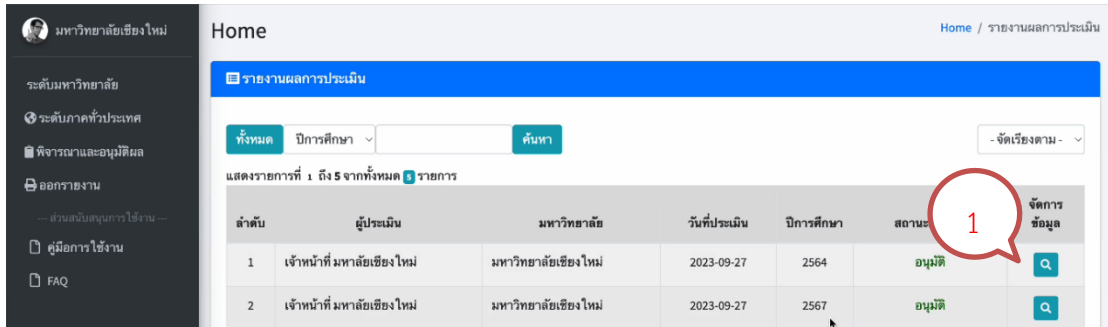 มหาวิทยาลัยเชียงใหม่
Home
Home / รายงานผลการประเมิน
ระดับมหาวิทยาลัย
ระดับภาคทั่วประเทศ
พิจารณาและอนุมัติผล
ออกรายงาน
--- ส่วนสนับสนุนการใช้งาน ---
คู่มือการใช้งาน
FAQ
รายงานผลการประเมิน
ทั้งหมด ปีการศึกษา ค้นหา - จัดเรียงตาม -
แสดงรายการที่ 1 ถึง 5 จากทั้งหมด 5 รายการ
ลำดับ ผู้ประเมิน มหาวิทยาลัย วันที่ประเมิน ปีการศึกษา จัดการ
ข้อมูล
1
1 เจ้าหน้าที่ มหาลัยเชียงใหม่ มหาวิทยาลัยเชียงใหม่ 2023-09-27 2564 อนุมัติ
2 เจ้าหน้าที่ มหาลัยเชียงใหม่ มหาวิทยาลัยเชียงใหม่ 2023-09-27 2567 อนุมัติ